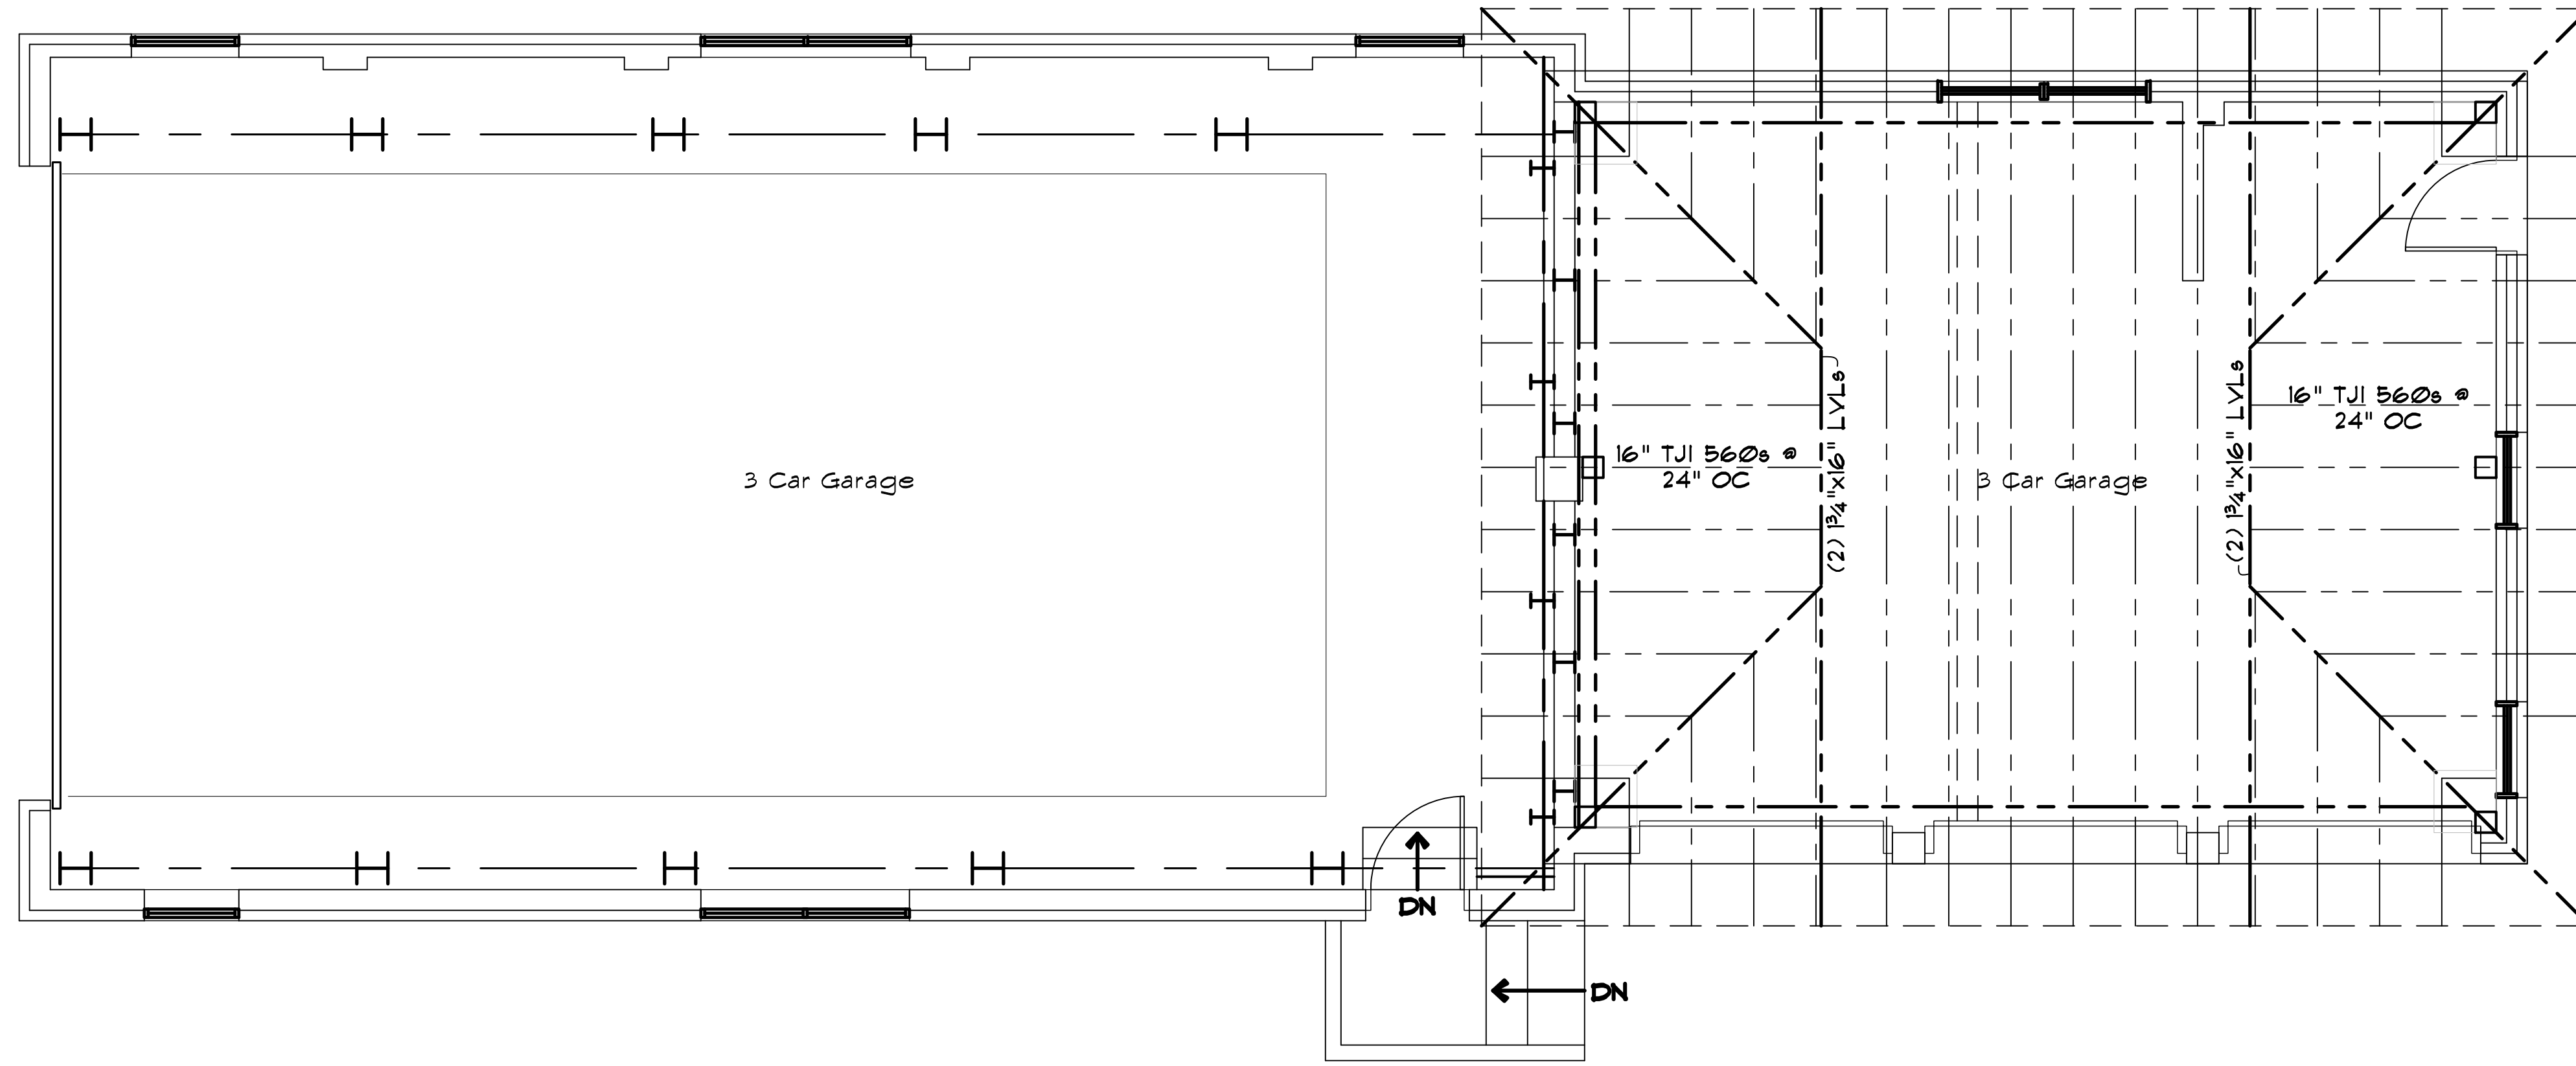 3 Car Garage
16" TJI 560s @
24" OC
(2) 1¾"x16" LVLs
3 Car Garage
(2) 1¾"x16" LVLs
16" TJI 560s @
24" OC
DN
DN